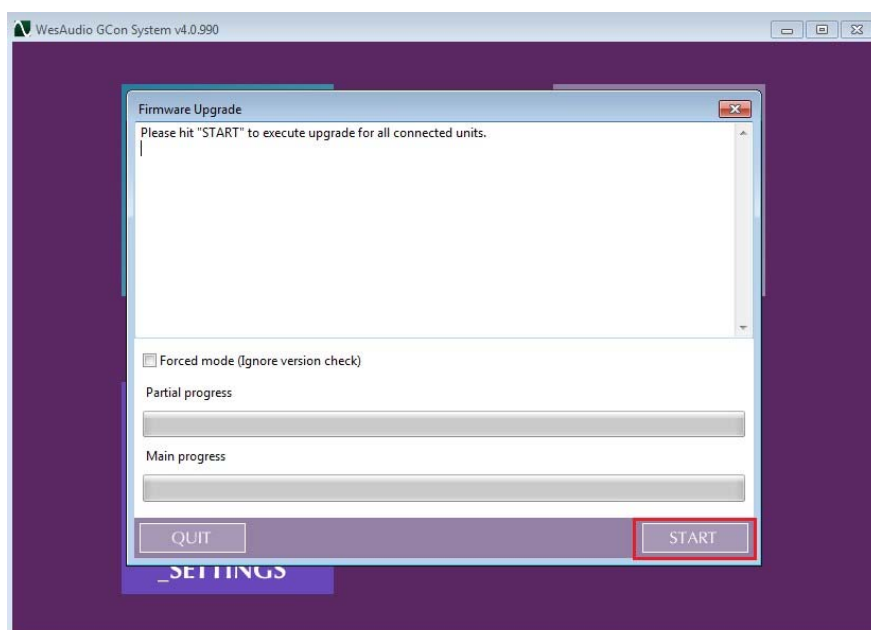 WesAudio GCon System v4.0.990
Firmware Upgrade
Please hit "START" to execute upgrade for all connected units.
Forced mode (Ignore version check)
Partial progress
Main progress
QUIT
START
_SETTINGS